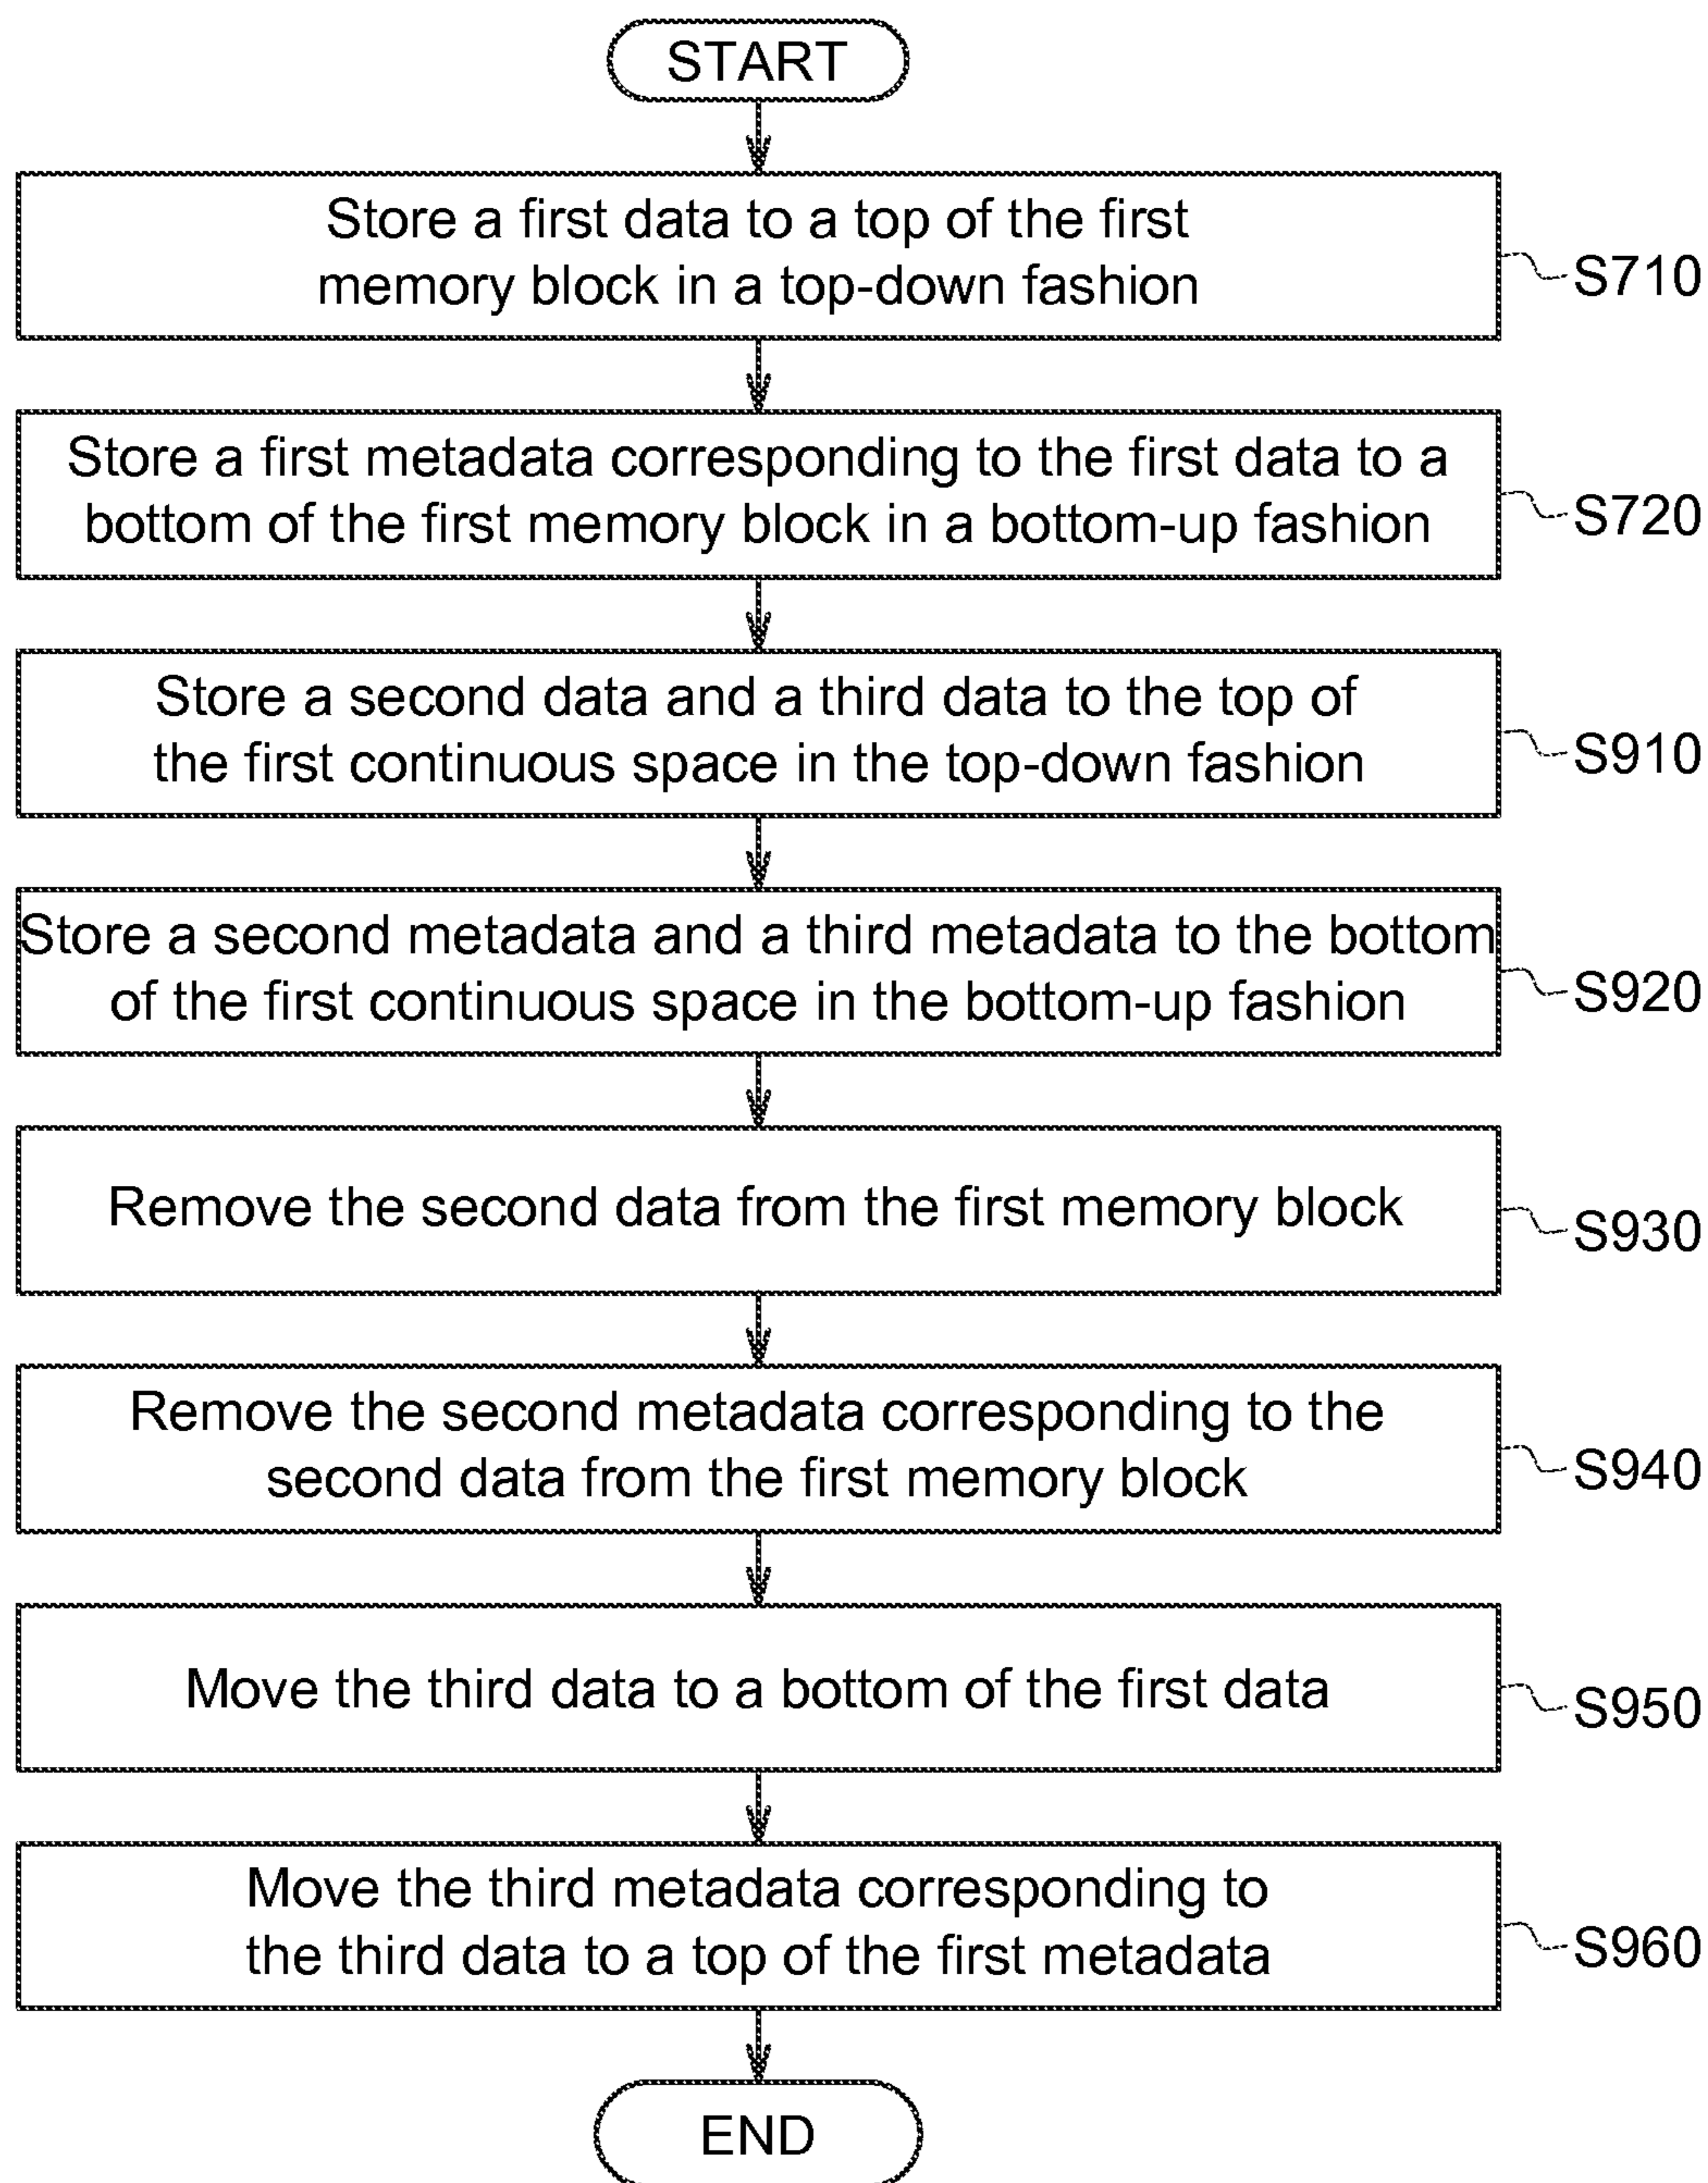 START
Store a first data to a top of the first
memory block in a top-down fashion
S710
Store a first metadata corresponding to the first data to a
bottom of the first memory block in a bottom-up fashion
S720
Store a second data and a third data to the top of
the first continuous space in the top-down fashion
S910
Store a second metadata and a third metadata to the bottom
of the first continuous space in the bottom-up fashion
S920
Remove the second data from the first memory block
S930
Remove the second metadata corresponding to the
second data from the first memory block
S940
Move the third data to a bottom of the first data
S950
Move the third metadata corresponding to
the third data to a top of the first metadata
S960
END